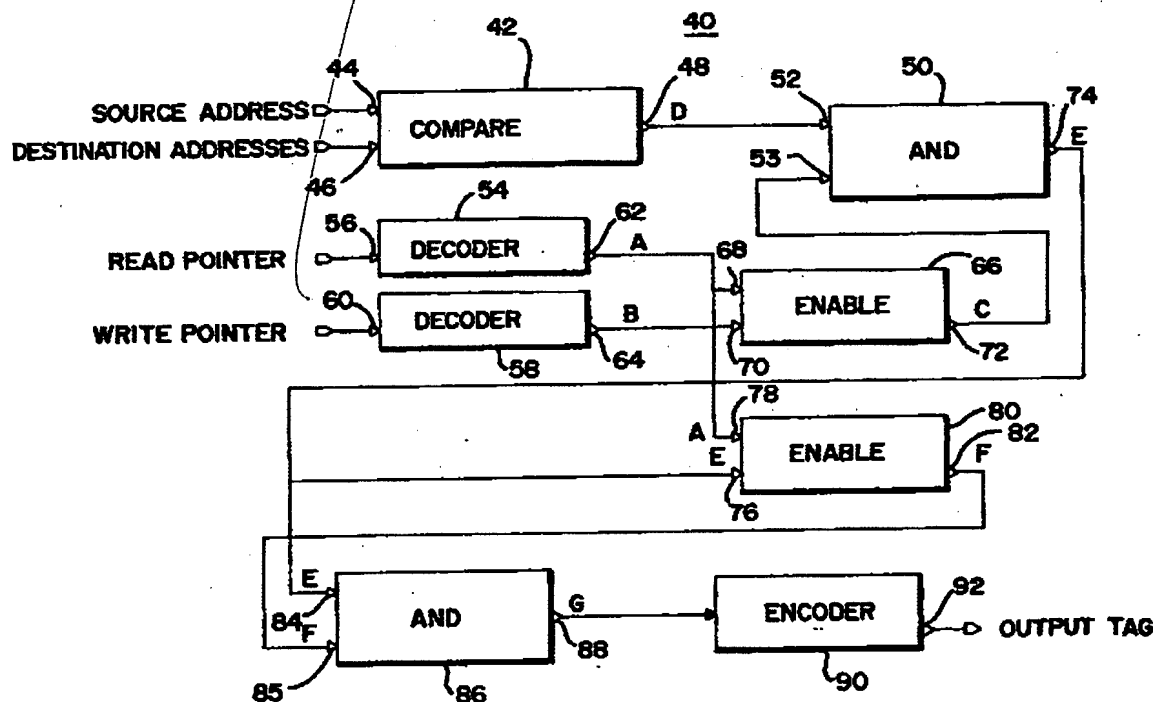 40
42
44
48
52
50
74
SOURCE ADDRESS
COMPARE
D
E
DESTINATION ADDRESSES
AND
53
46
54
56
62
A
READ POINTER
DECODER
68
66
ENABLE
60
B
C
WRITE POINTER
DECODER
64
70
72
58
78
80
A
82
E
ENABLE
F
76
E
G
92
84
AND
ENCODER
OUTPUT TAG
F
88
85
86
90